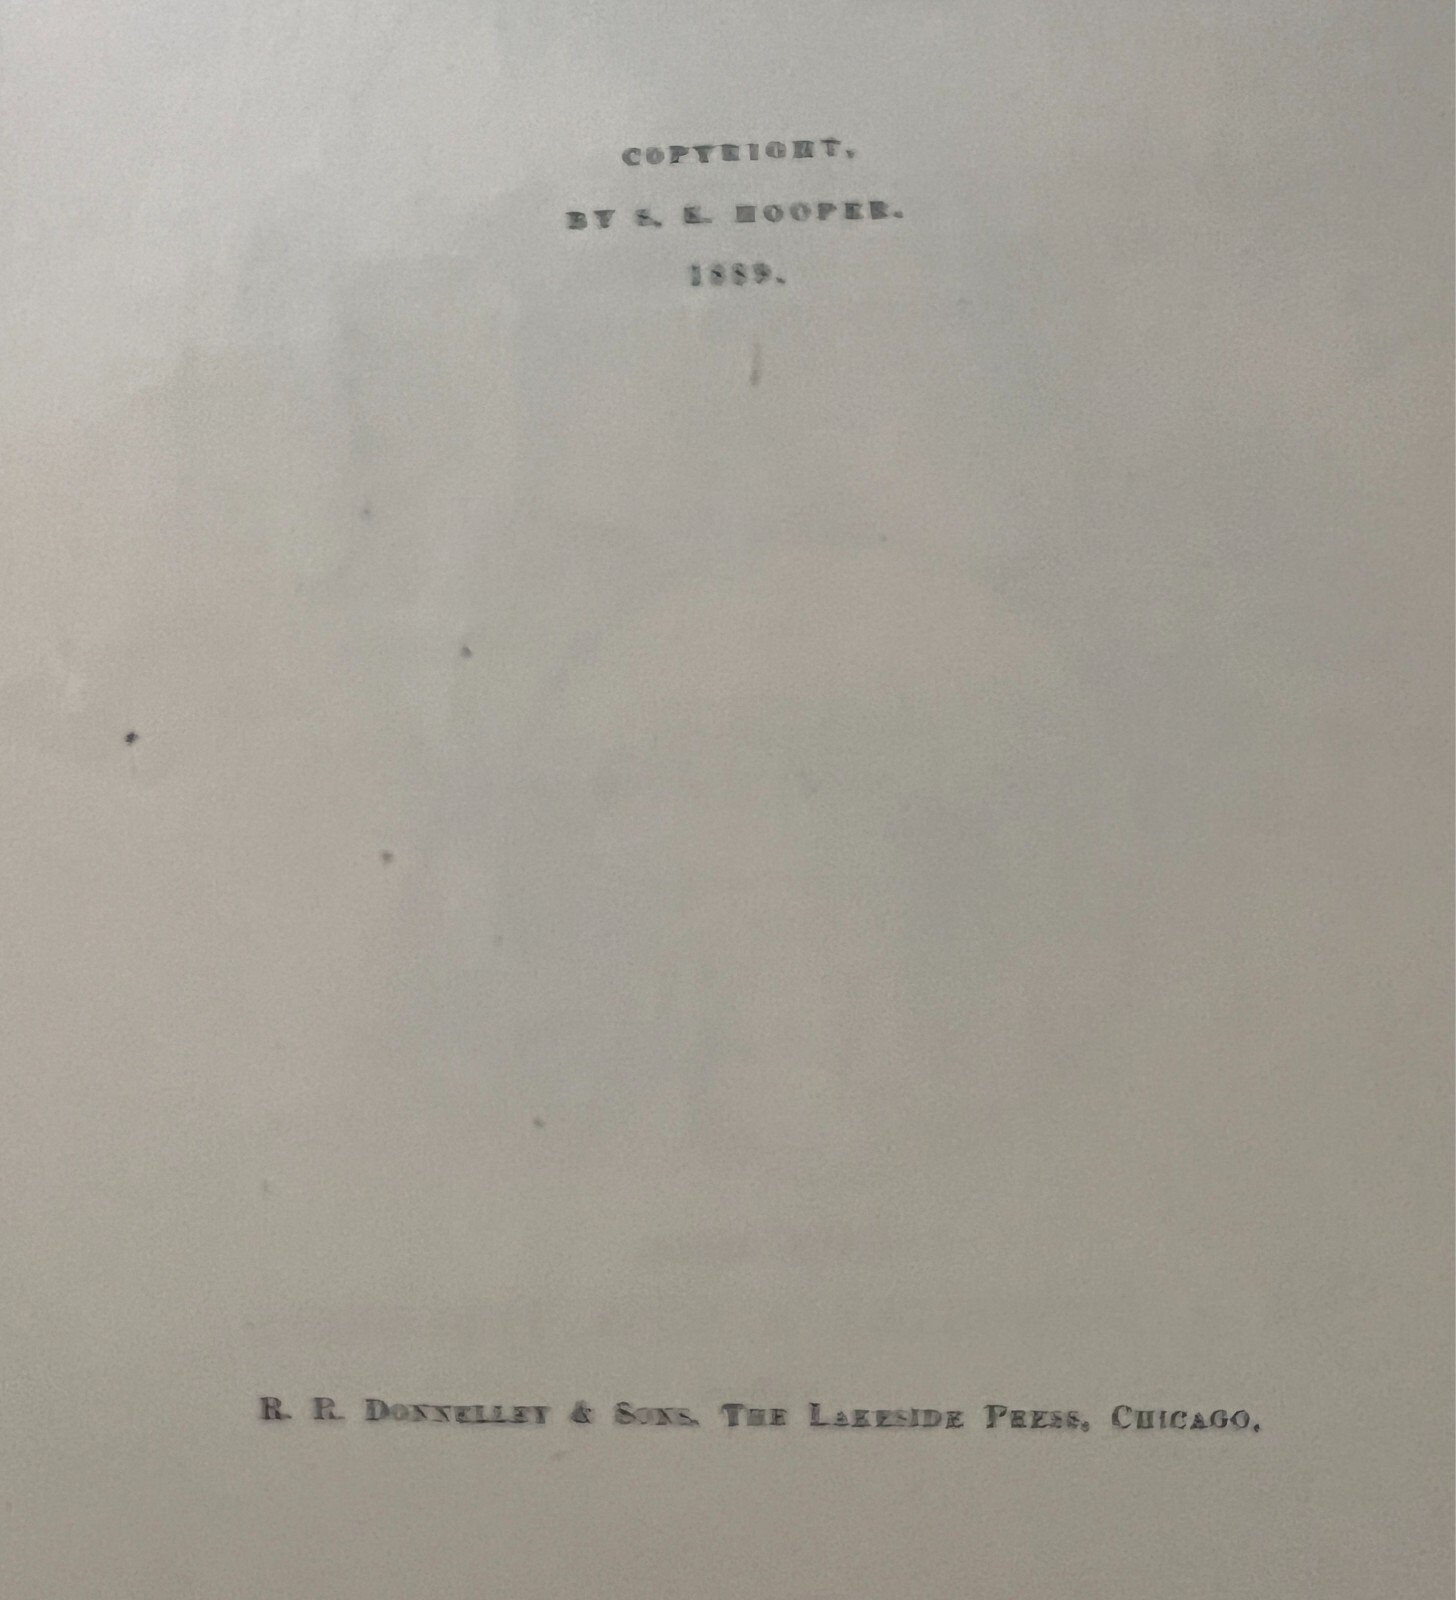 COPYRIGHT,
BY S. K. HOOPER.
1889.
R. R. DONNELLEY & SONS, THE LAKESIDE PRESS, CHICAGO.